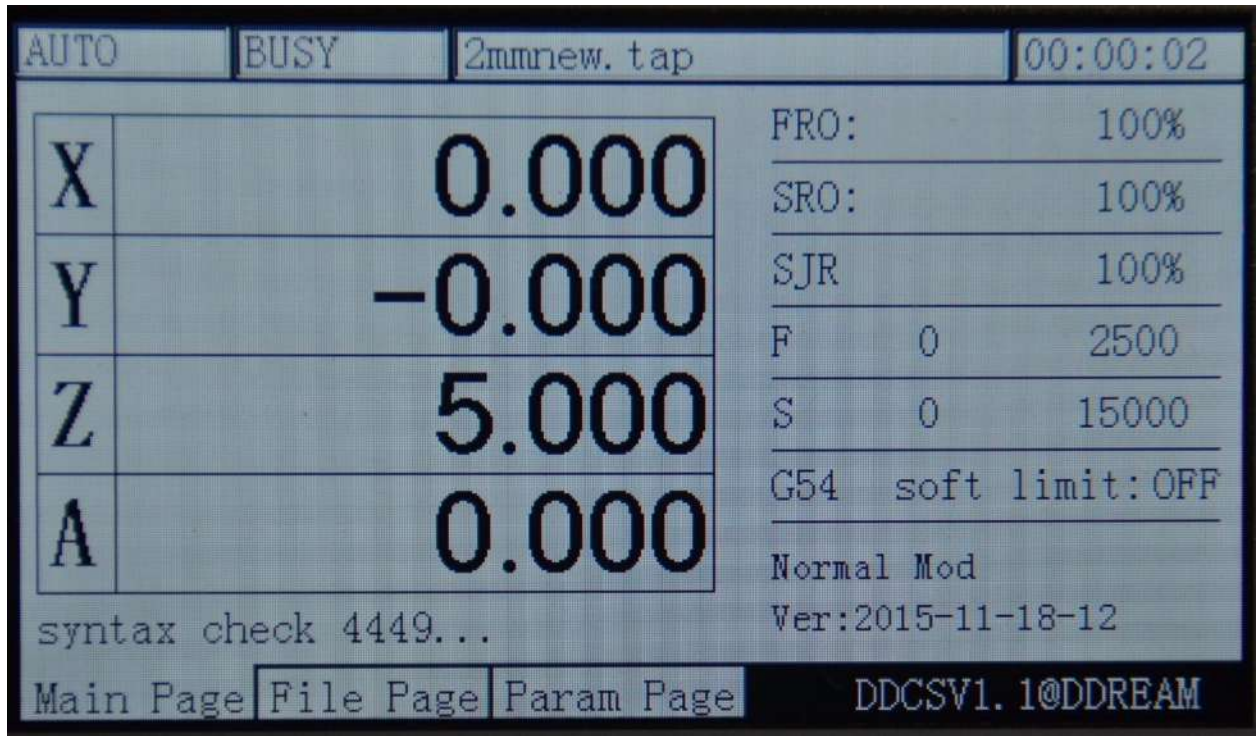 AUTO BUSY 2mmnew.tap 00:00:02
X 0.000
Y -0.000
Z 5.000
A 0.000
FRO: 100%
SRO: 100%
SJR 100%
F 0 2500
S 0 15000
G54 soft limit:OFF
Normal Mod
Ver:2015-11-18-12
syntax check 4449...
Main Page File Page Param Page DDCSV1.1@DDREAM